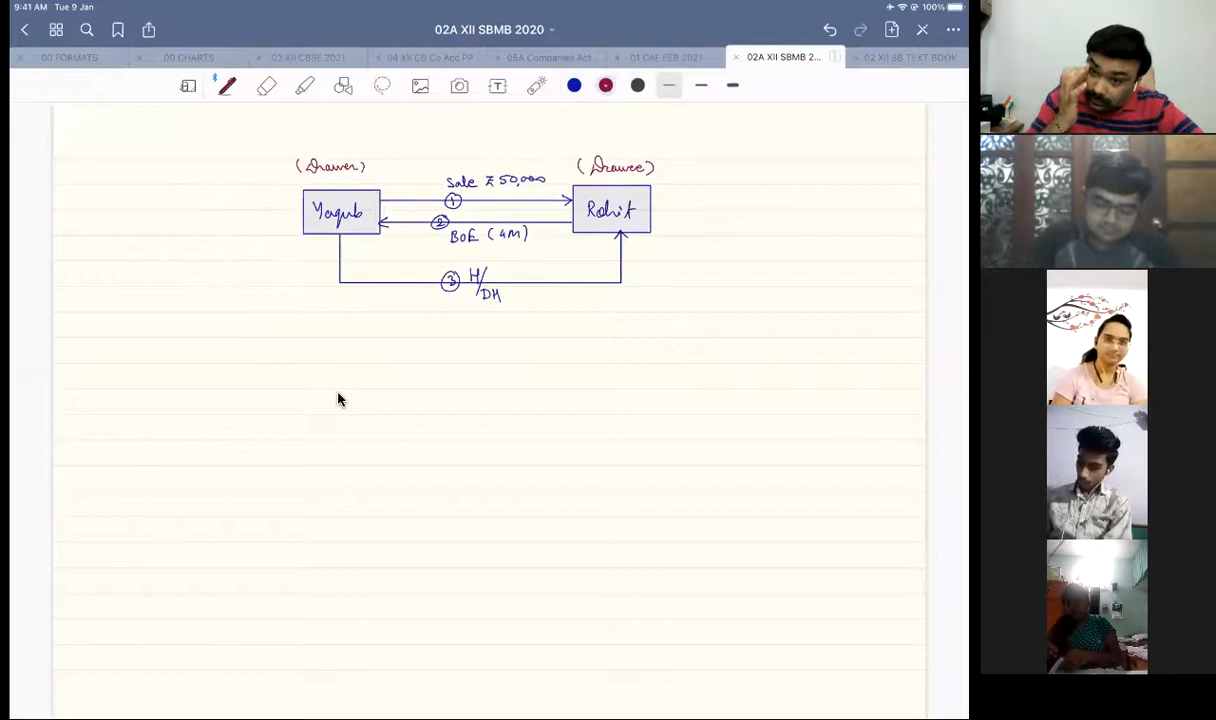 9:41 AM Tue 9 Jan
100%
02A XII SBMB 2020
00 FORMATS
00 CHARTS
03 XII CBSE 2021
04 XII CB Co Acc PP
05A Companies Act
01 CAF FEB 2021
02A XII SBMB 2...
02 XII SB TEXT BOOK
(Drawer)
(Drawee)
Sale ₹ 50,000
1
Yaqub
Rohit
2
BoE (4M)
3 H/
DH